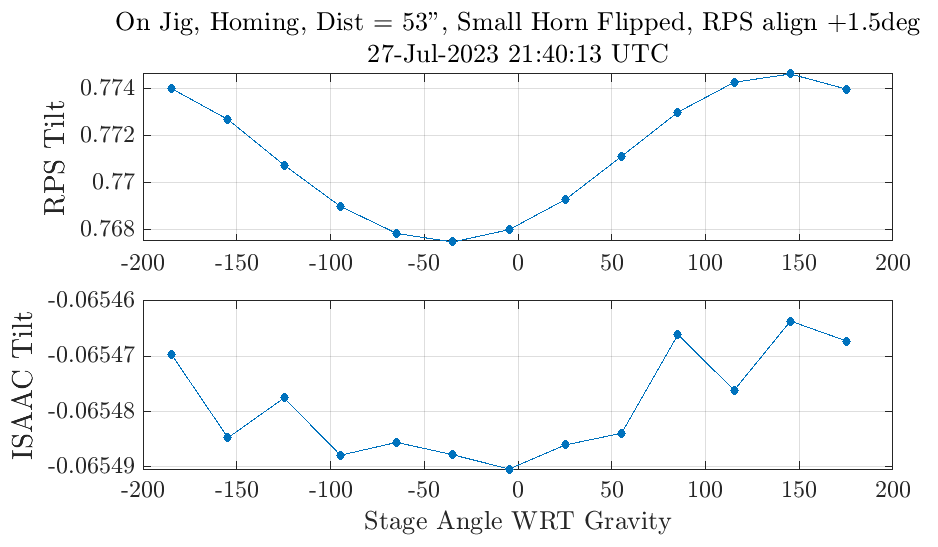 On Jig, Homing, Dist = 53”, Small Horn Flipped, RPS align +1.5deg
27-Jul-2023 21:40:13 UTC
RPS Tilt
0.774
0.772
0.77
0.768
-200 -150 -100 -50 0 50 100 150 200
ISAAC Tilt
-0.06546
-0.06547
-0.06548
-0.06549
-200 -150 -100 -50 0 50 100 150 200
Stage Angle WRT Gravity